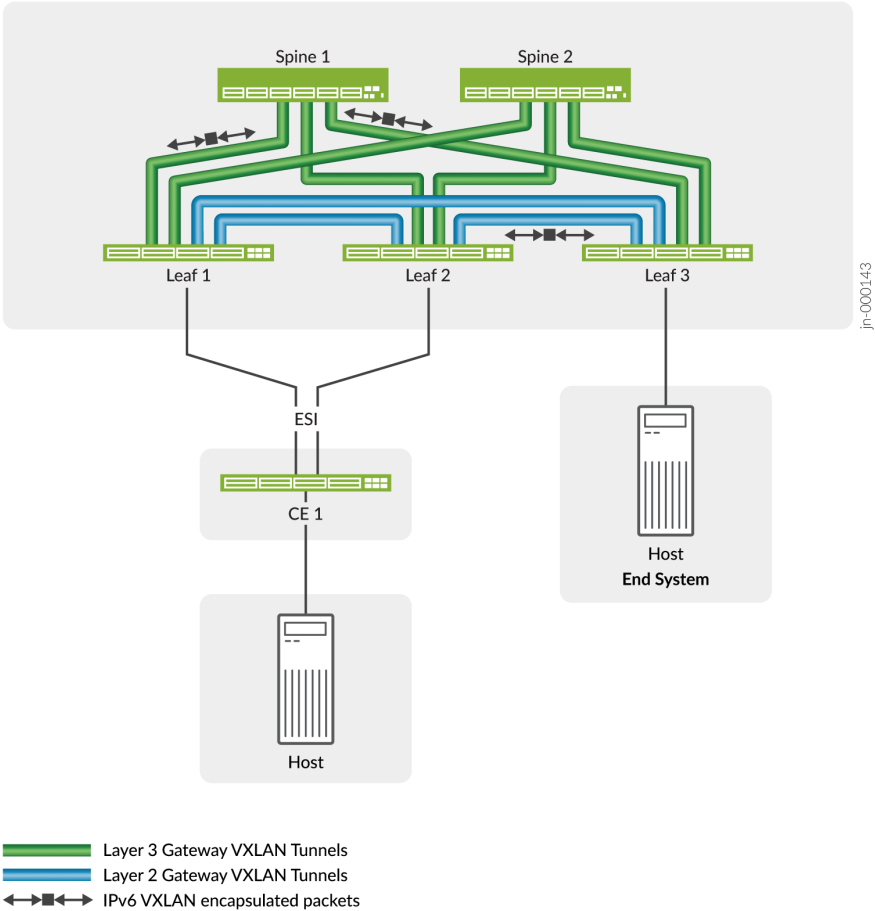 Spine 1
Spine 2
Leaf 1
Leaf 2
Leaf 3
jn-000143
ESI
CE 1
Host
End System
Host
Layer 3 Gateway VXLAN Tunnels
Layer 2 Gateway VXLAN Tunnels
IPv6 VXLAN encapsulated packets